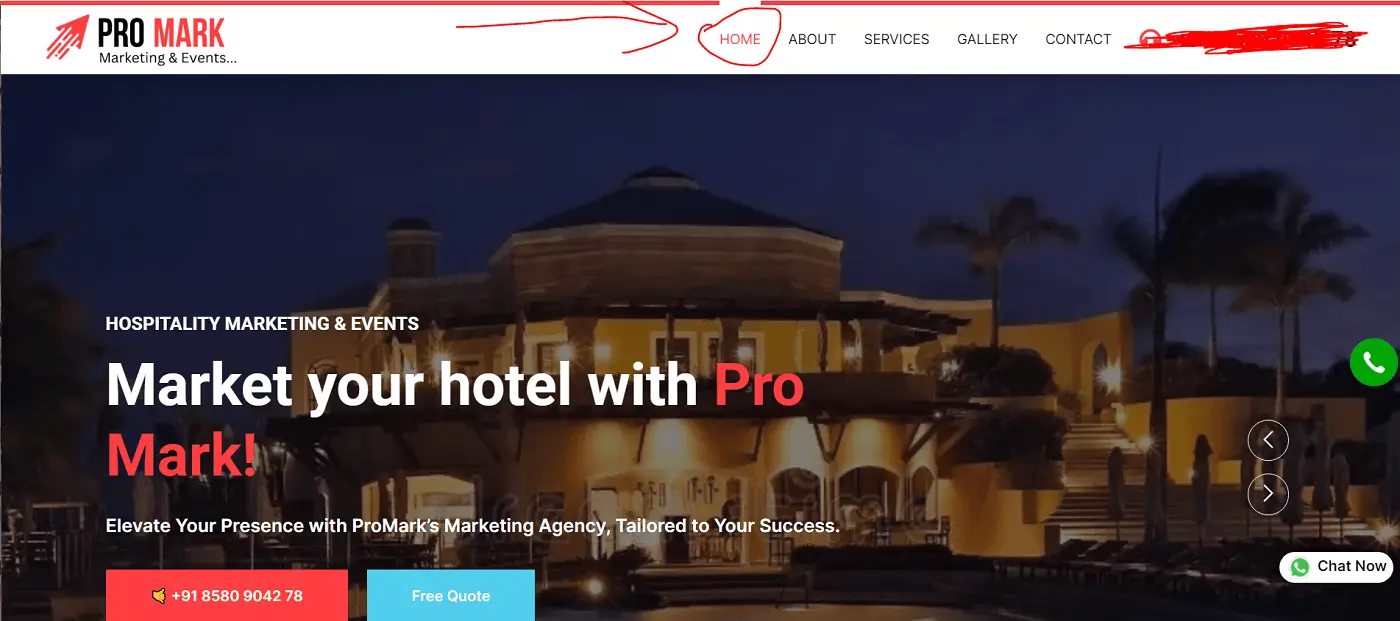 PRO MARK
Marketing & Events...
HOME ABOUT SERVICES GALLERY CONTACT
HOSPITALITY MARKETING & EVENTS
Market your hotel with Pro
Mark!
Elevate Your Presence with ProMark's Marketing Agency, Tailored to Your Success.
+91 8580 9042 78
Free Quote
Chat Now